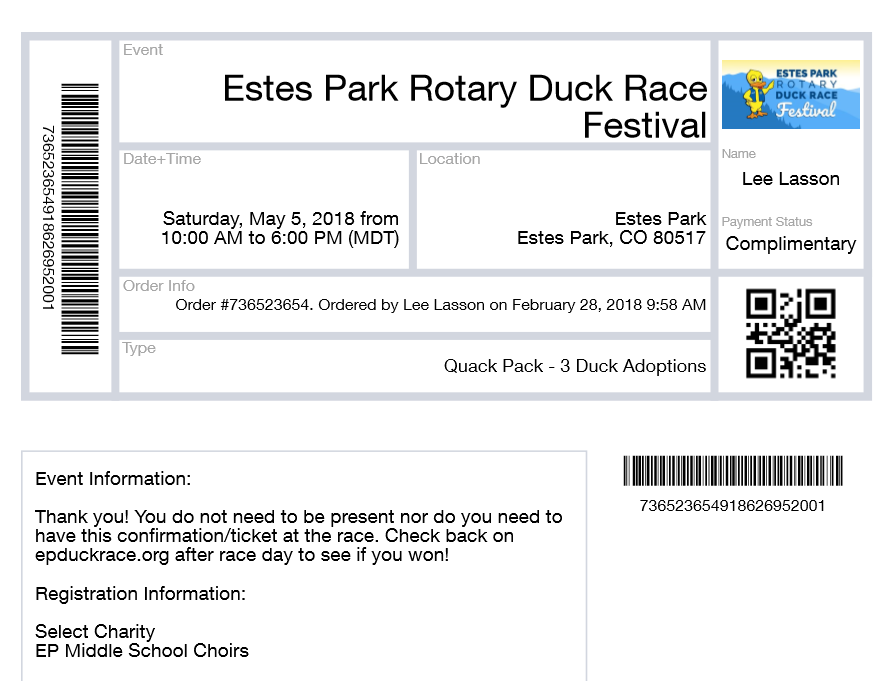 736523654918626952001
Event
Estes Park Rotary Duck Race
Festival
ESTES PARK
ROTARY
DUCK RACE
Festival
Date+Time
Saturday, May 5, 2018 from
10:00 AM to 6:00 PM (MDT)
Location
Estes Park
Estes Park, CO 80517
Name
Lee Lasson
Payment Status
Complimentary
Order Info
Order #736523654. Ordered by Lee Lasson on February 28, 2018 9:58 AM
Type
Quack Pack - 3 Duck Adoptions
Event Information:
Thank you! You do not need to be present nor do you need to
have this confirmation/ticket at the race. Check back on
epduckrace.org after race day to see if you won!
Registration Information:
Select Charity
EP Middle School Choirs
736523654918626952001